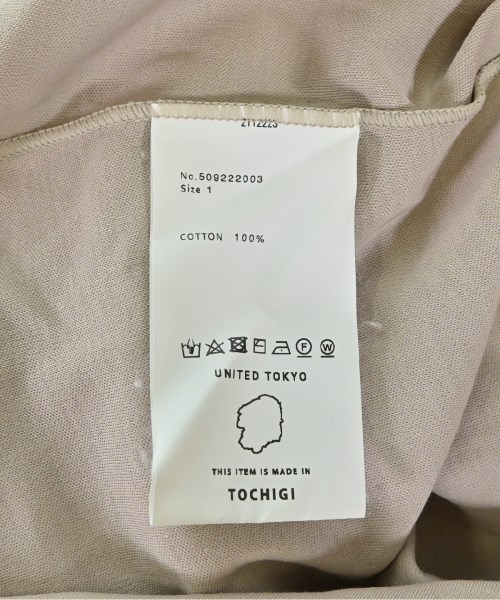 No.509222003
Size 1
COTTON 100%
F W
UNITED TOKYO
THIS ITEM IS MADE IN
TOCHIGI